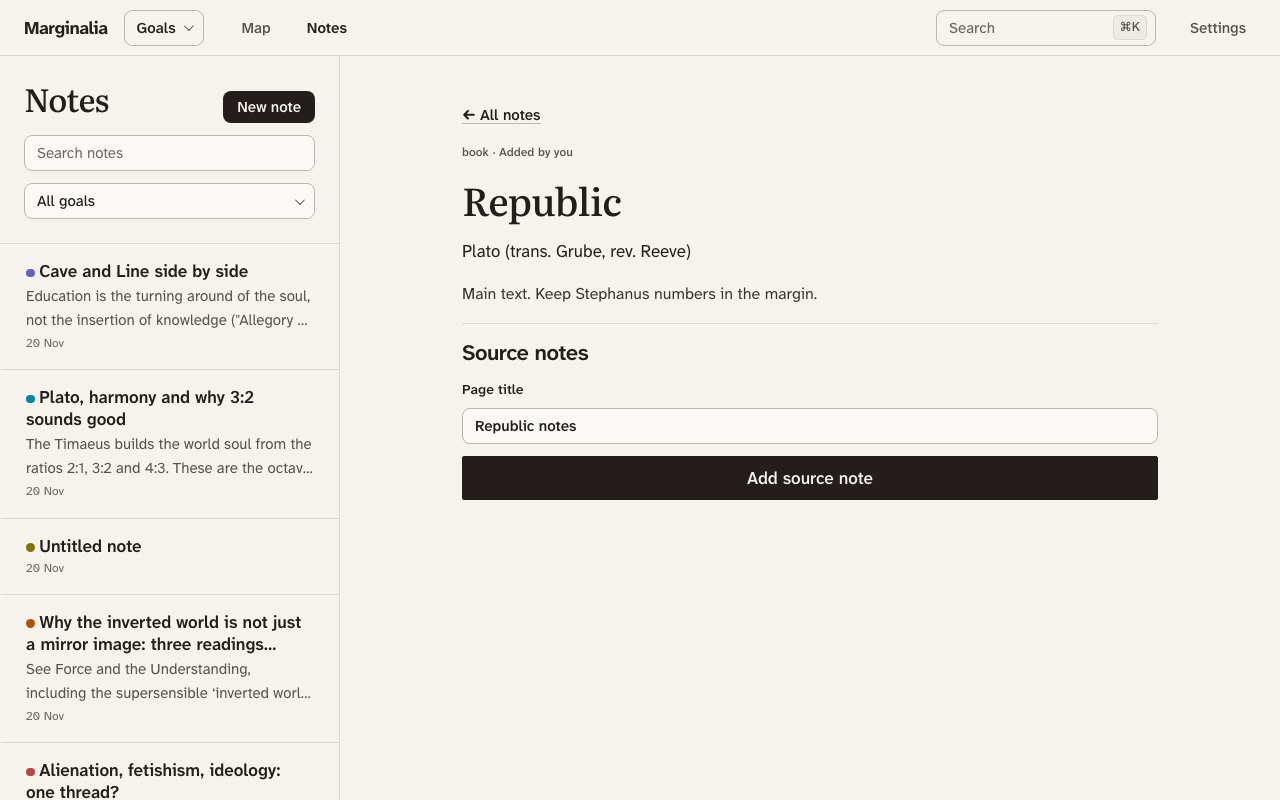 Marginalia
Goals
Map
Notes
Search
⌘K
Settings
Notes
New note
Search notes
All goals
Cave and Line side by side
Education is the turning around of the soul,
not the insertion of knowledge ("Allegory ...
20 Nov
Plato, harmony and why 3:2
sounds good
The Timaeus builds the world soul from the
ratios 2:1, 3:2 and 4:3. These are the octav...
20 Nov
Untitled note
20 Nov
Why the inverted world is not just
a mirror image: three readings...
See Force and the Understanding,
including the supersensible ‘inverted worl...
20 Nov
Alienation, fetishism, ideology:
one thread?
← All notes
book · Added by you
Republic
Plato (trans. Grube, rev. Reeve)
Main text. Keep Stephanus numbers in the margin.
Source notes
Page title
Republic notes
Add source note